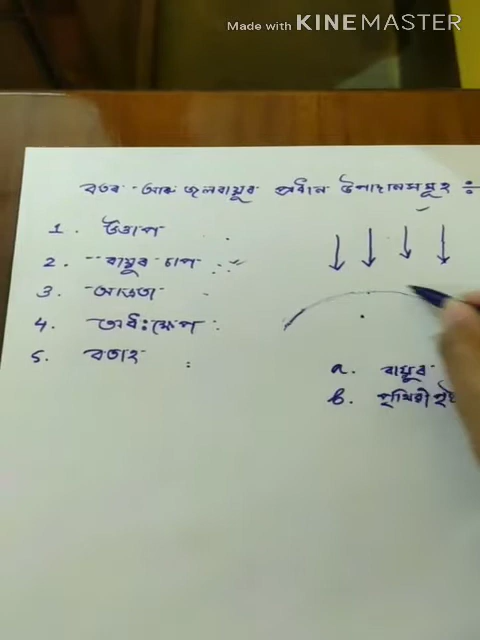 Made with KINEMASTER
বতৰ আৰু জলবায়ুৰ প্ৰধান উপাদানসমূহ ÷
1. উত্তাপ
2. বায়ুৰ চাপ
3. আৰ্দ্ৰতা
4. অধঃক্ষেপ
5. বতাহ
a. বায়ুৰ
b. পৃথিৱী পৃষ্ঠ